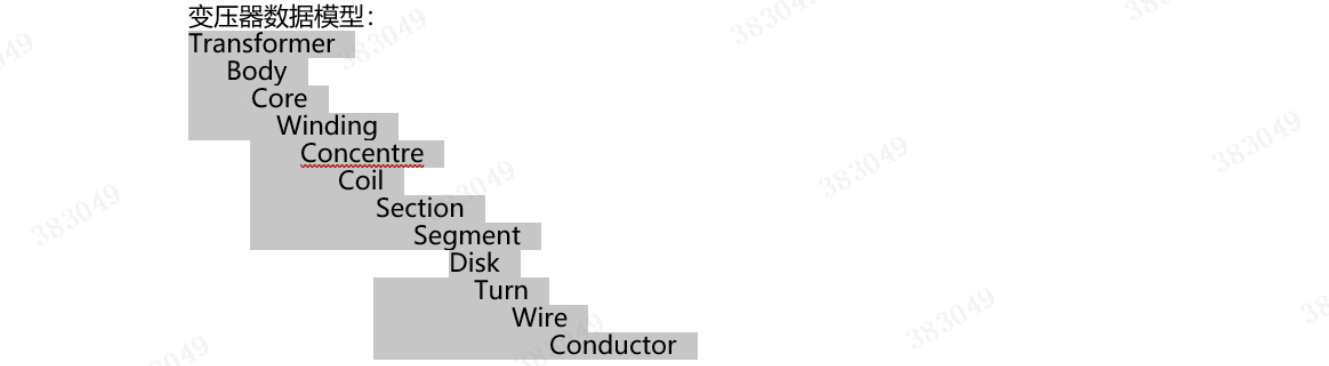 变压器数据模型：
Transformer
Body
Core
Winding
Concentre
Coil
Section
Segment
Disk
Turn
Wire
Conductor
383049
383049
383049
383049
383049
383049
383049